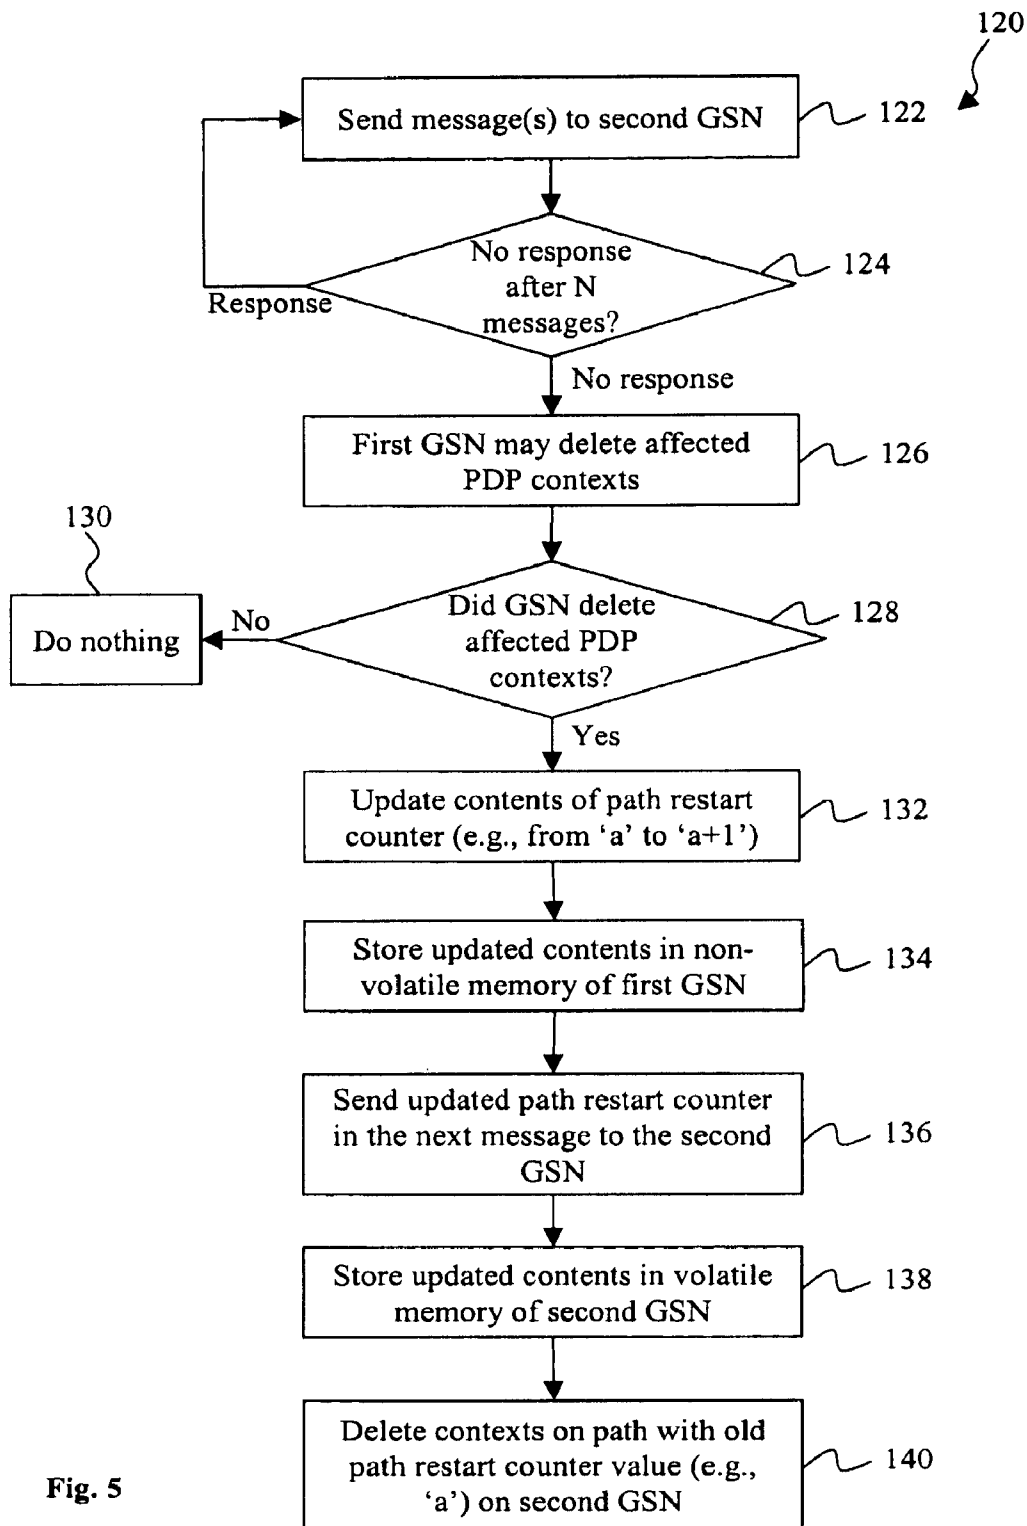 120
Send message(s) to second GSN
122
No response
after N
messages?
124
Response
No response
First GSN may delete affected
PDP contexts
126
130
Do nothing
No
Did GSN delete
affected PDP
contexts?
128
Yes
Update contents of path restart
counter (e.g., from ‘a’ to ‘a+1’)
132
Store updated contents in non-
volatile memory of first GSN
134
Send updated path restart counter
in the next message to the second
GSN
136
Store updated contents in volatile
memory of second GSN
138
Delete contexts on path with old
path restart counter value (e.g.,
‘a’) on second GSN
140
Fig. 5